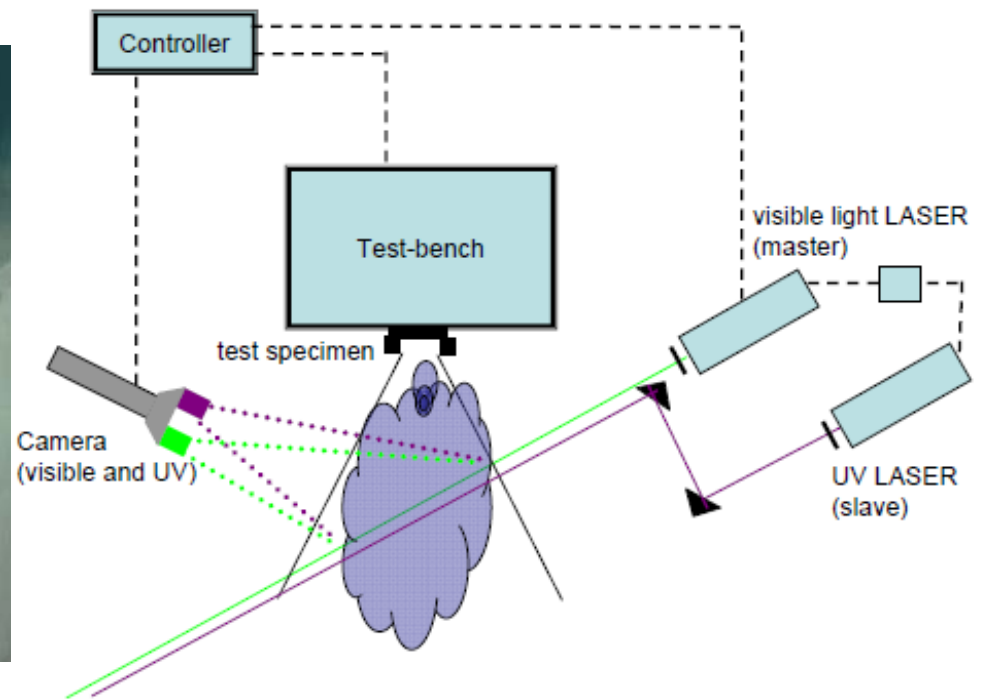 Controller
Test-bench
visible light LASER
(master)
test specimen
Camera
(visible and UV)
UV LASER
(slave)